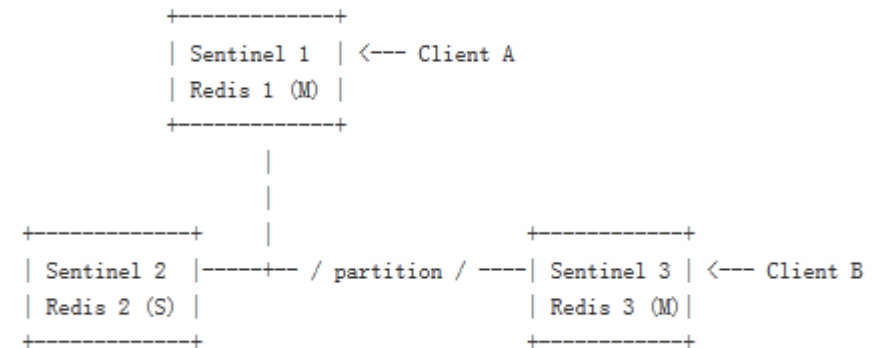 +-------------+
| Sentinel 1  | <--- Client A
| Redis 1 (M) |
+-------------+
|
|
+-------------+ | +------------+
| Sentinel 2  |-----+-- / partition / ----| Sentinel 3 | <--- Client B
| Redis 2 (S) | | Redis 3 (M)|
+-------------+ +------------+